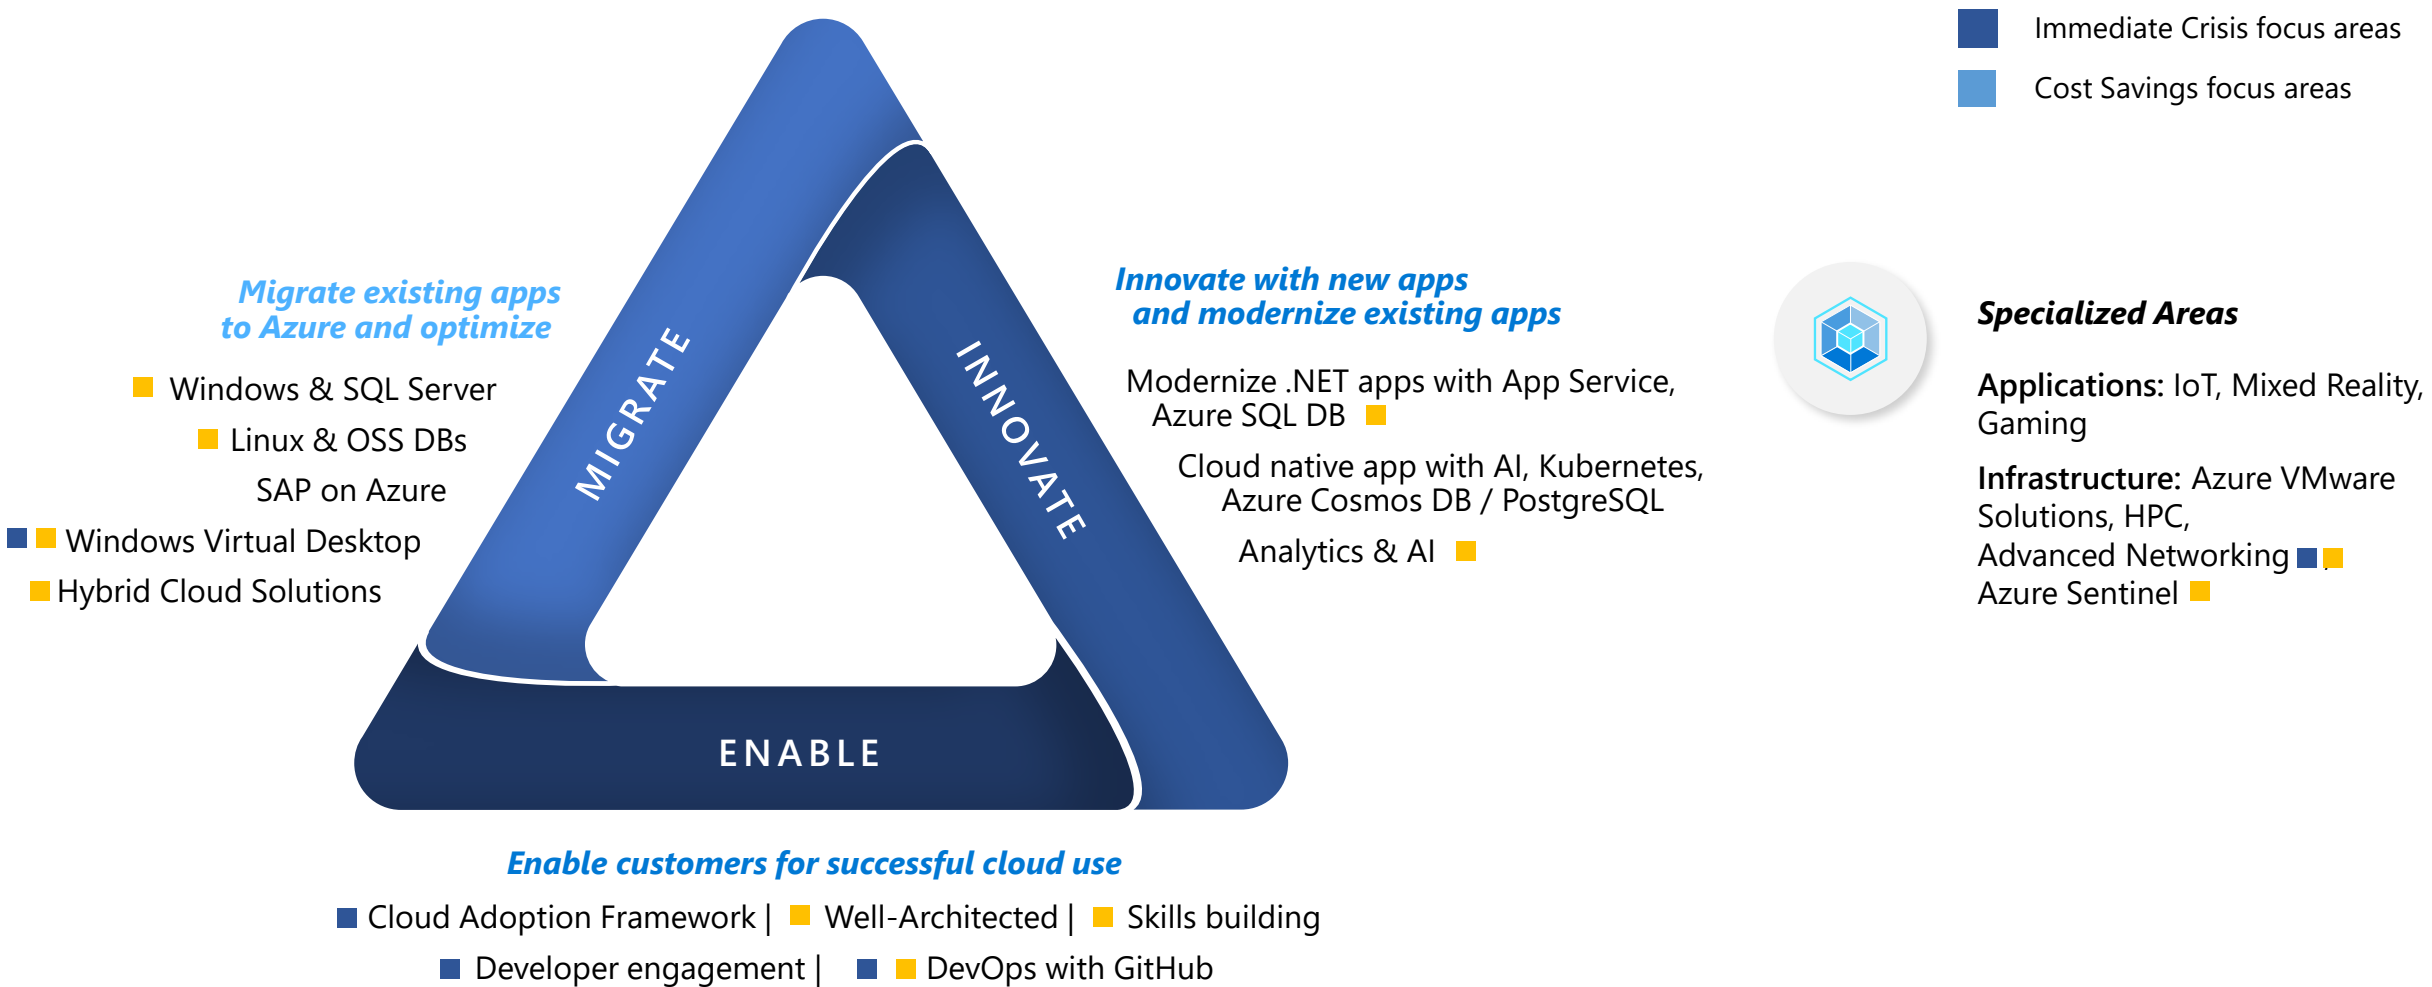 Immediate Crisis focus areas
Cost Savings focus areas
Migrate existing apps
to Azure and optimize
Windows & SQL Server
Linux & OSS DBs
SAP on Azure
Windows Virtual Desktop
Hybrid Cloud Solutions
MIGRATE
INNOVATE
ENABLE
Innovate with new apps
and modernize existing apps
Modernize .NET apps with App Service,
Azure SQL DB
Cloud native app with AI, Kubernetes,
Azure Cosmos DB / PostgreSQL
Analytics & AI
Specialized Areas
Applications: IoT, Mixed Reality,
Gaming
Infrastructure: Azure VMware
Solutions, HPC,
Advanced Networking ,
Azure Sentinel
Enable customers for successful cloud use
Cloud Adoption Framework | Well-Architected | Skills building
Developer engagement | DevOps with GitHub